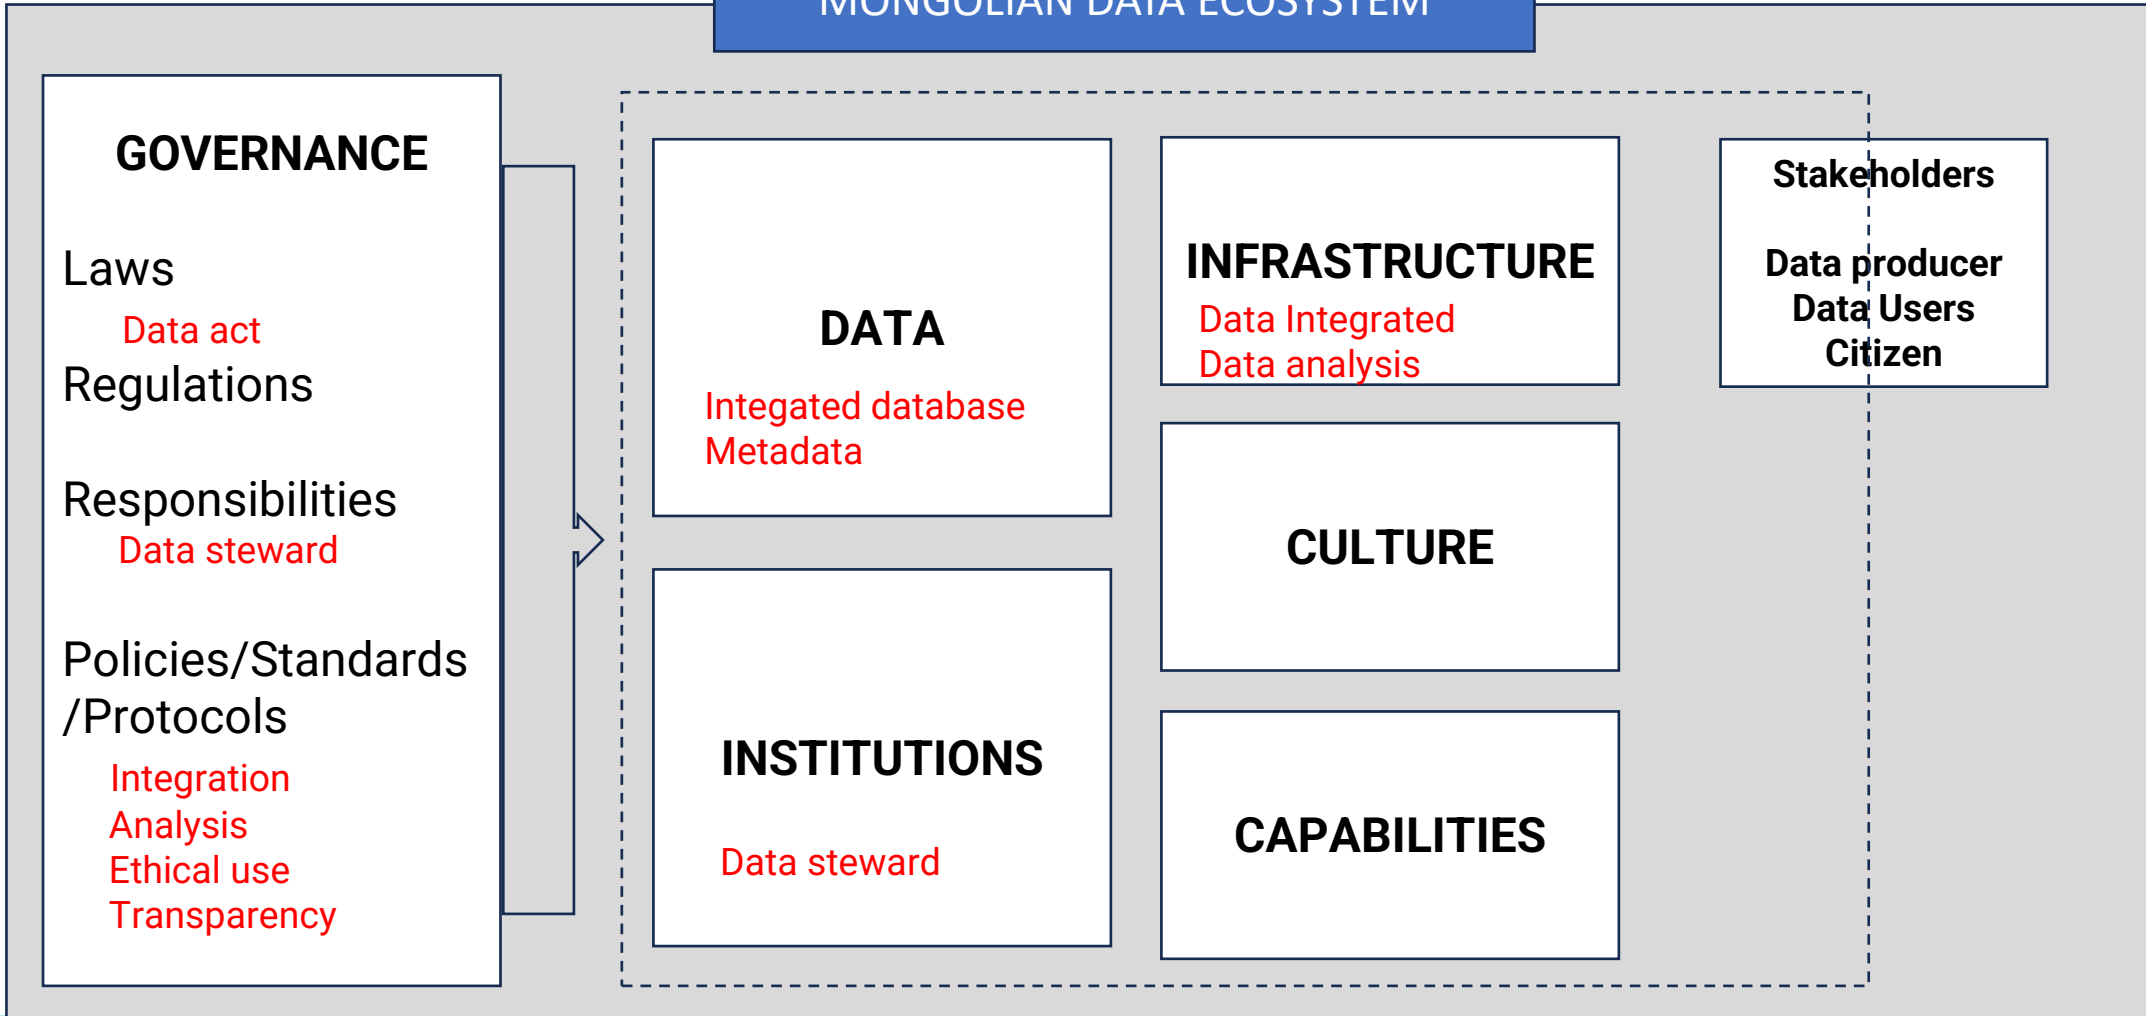 MONGOLIAN DATA ECOSYSTEM
GOVERNANCE
Laws
Data act
Regulations
Responsibilities
Data steward
Policies/Standards
/Protocols
Integration
Analysis
Ethical use
Transparency
DATA
Integated database
Metadata
INSTITUTIONS
Data steward
INFRASTRUCTURE
Data Integrated
Data analysis
CULTURE
CAPABILITIES
Stakeholders
Data producer
Data Users
Citizen